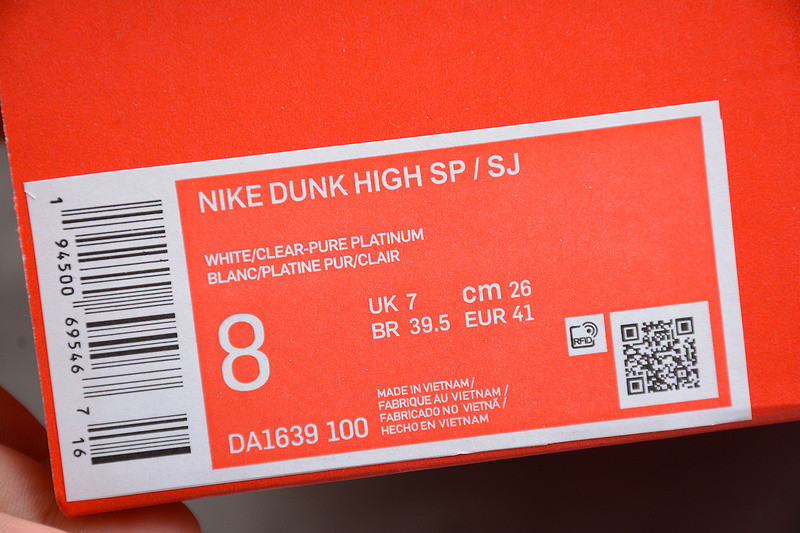 NIKE DUNK HIGH SP / SJ
WHITE/CLEAR-PURE PLATINUM
BLANC/PLATINE PUR/CLAIR
8
UK 7 cm 26
BR 39.5 EUR 41
RFID
DA1639 100
MADE IN VIETNAM/
FABRIQUE AU VIETNAM /
FABRICADO NO VIETNÃ /
HECHO EN VIETNAM
1 94500 69546 7 16